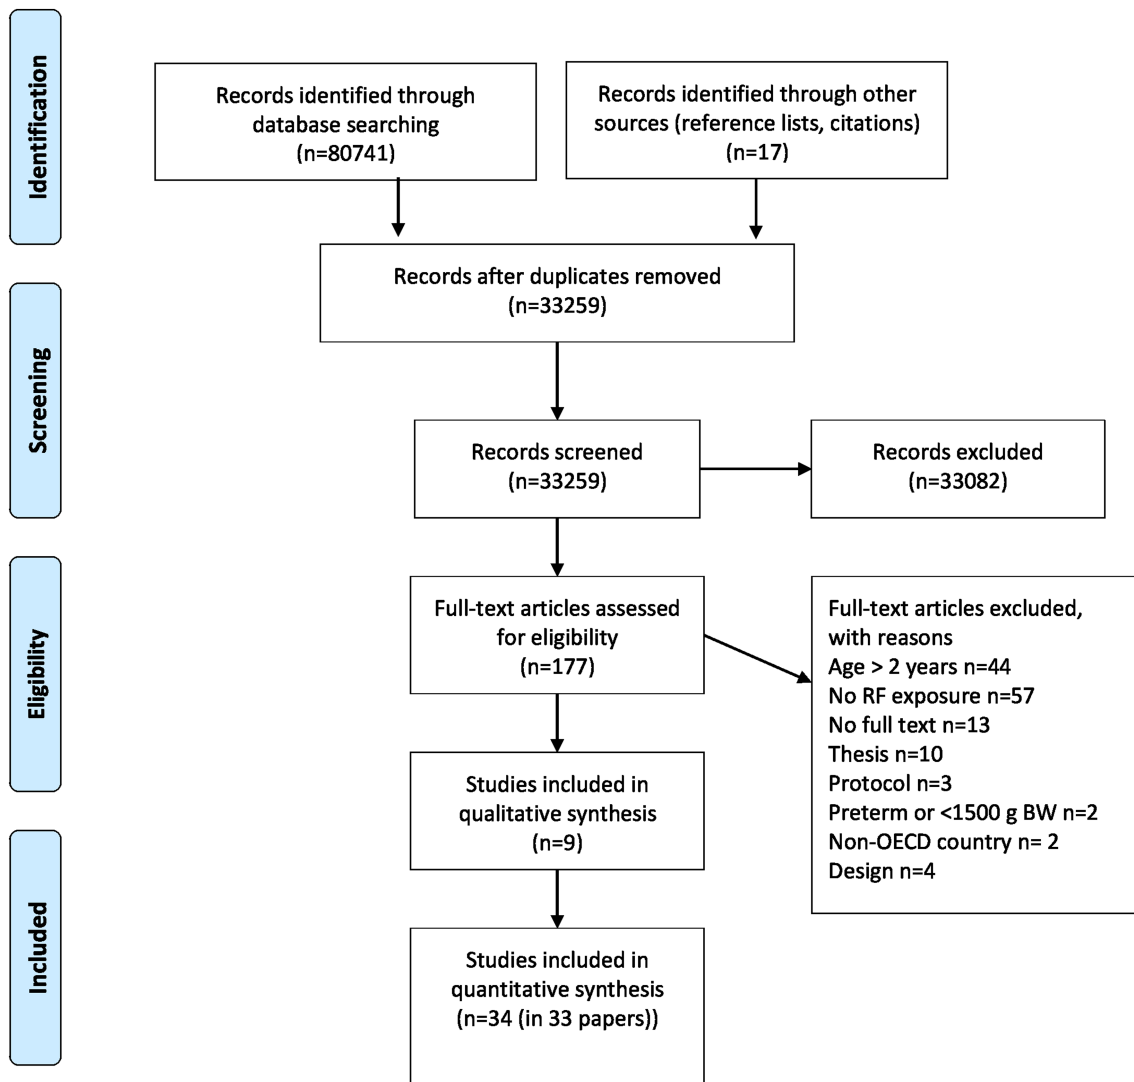 Identification
Records identified through
database searching
(n=80741)
Records identified through other
sources (reference lists, citations)
(n=17)
Records after duplicates removed
(n=33259)
Screening
Records screened
(n=33259)
Records excluded
(n=33082)
Eligibility
Full-text articles assessed
for eligibility
(n=177)
Full-text articles excluded,
with reasons
Age > 2 years n=44
No RF exposure n=57
No full text n=13
Thesis n=10
Protocol n=3
Preterm or <1500 g BW n=2
Non-OECD country n= 2
Design n=4
Studies included in
qualitative synthesis
(n=9)
Included
Studies included in
quantitative synthesis
(n=34 (in 33 papers))